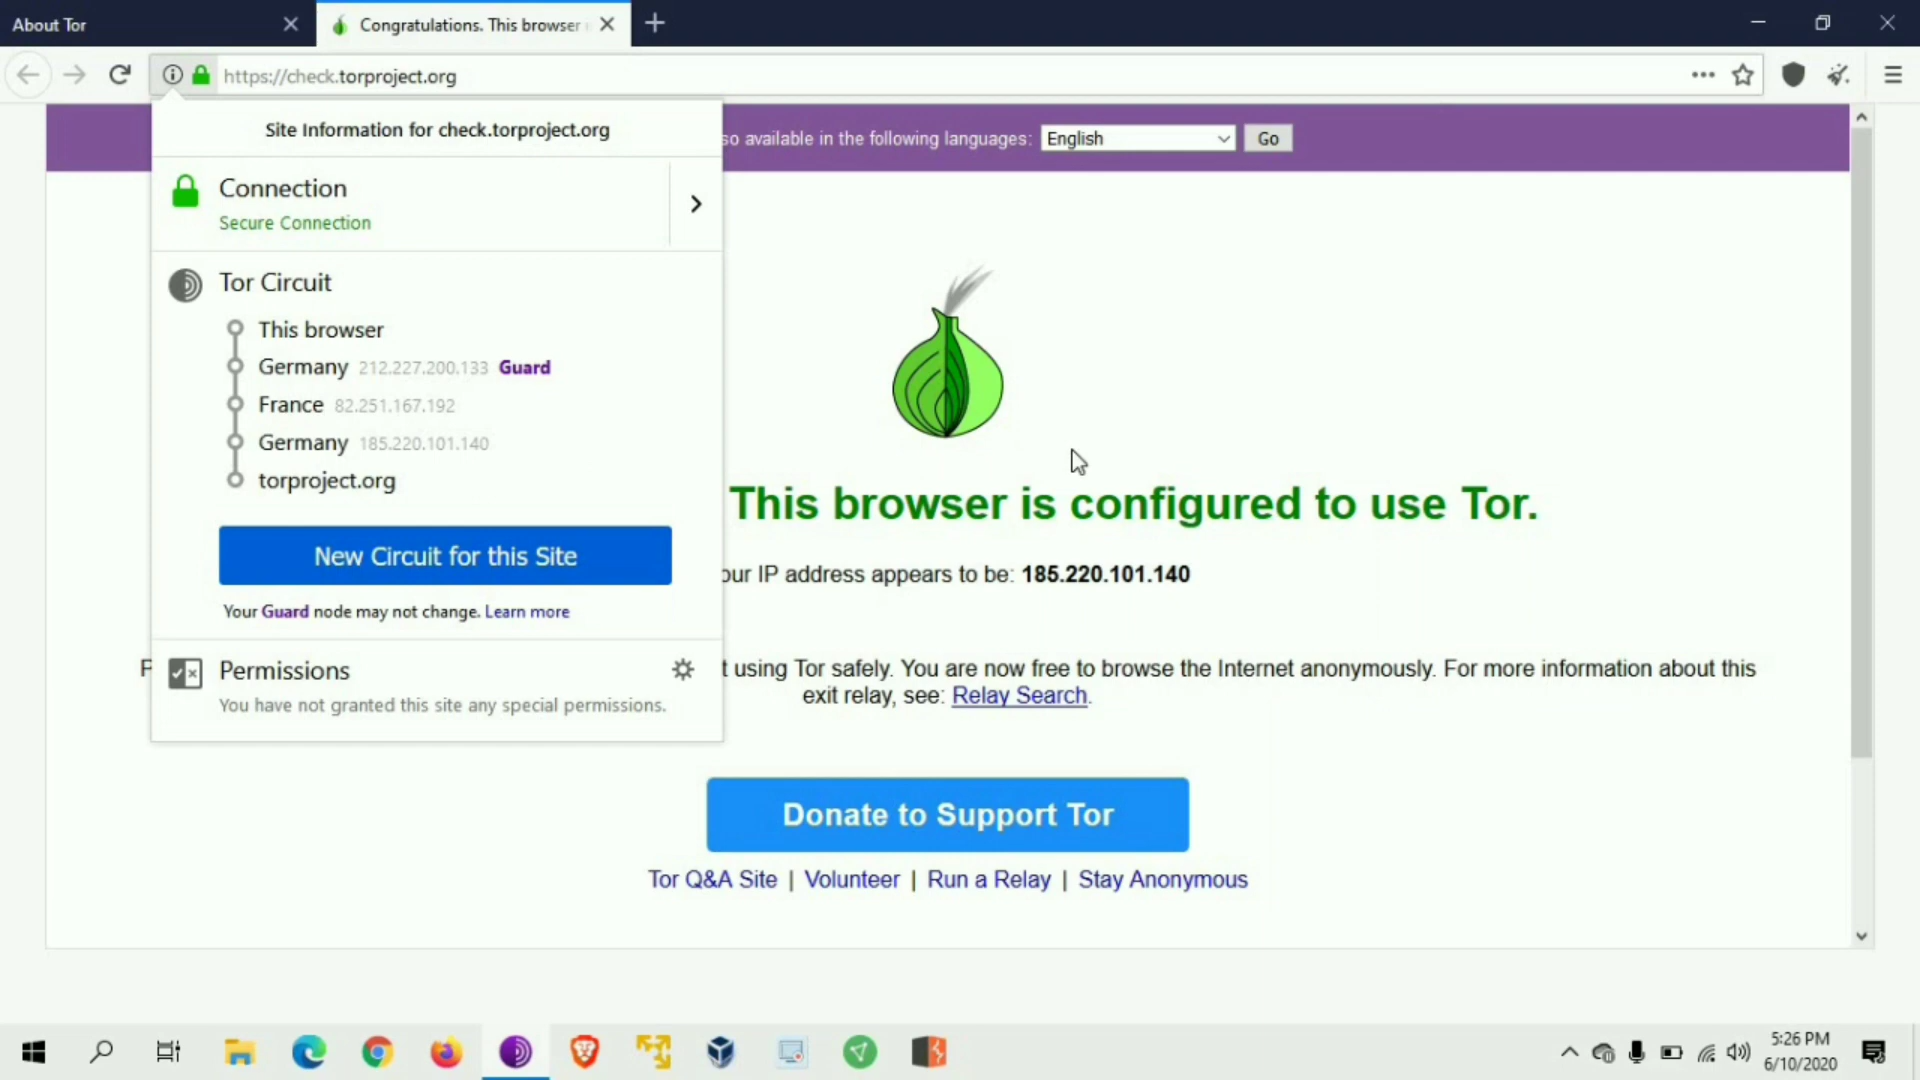 About Tor
Congratulations. This browser
https://check.torproject.org
Site Information for check.torproject.org
so available in the following languages: English Go
Connection
Secure Connection
Tor Circuit
This browser
Germany 212.227.200.133 Guard
France 82.251.167.192
Germany 185.220.101.140
torproject.org
This browser is configured to use Tor.
New Circuit for this Site
our IP address appears to be: 185.220.101.140
Your Guard node may not change. Learn more
Permissions
You have not granted this site any special permissions.
t using Tor safely. You are now free to browse the Internet anonymously. For more information about this
exit relay, see: Relay Search.
Donate to Support Tor
Tor Q&A Site | Volunteer | Run a Relay | Stay Anonymous
5:26 PM
6/10/2020